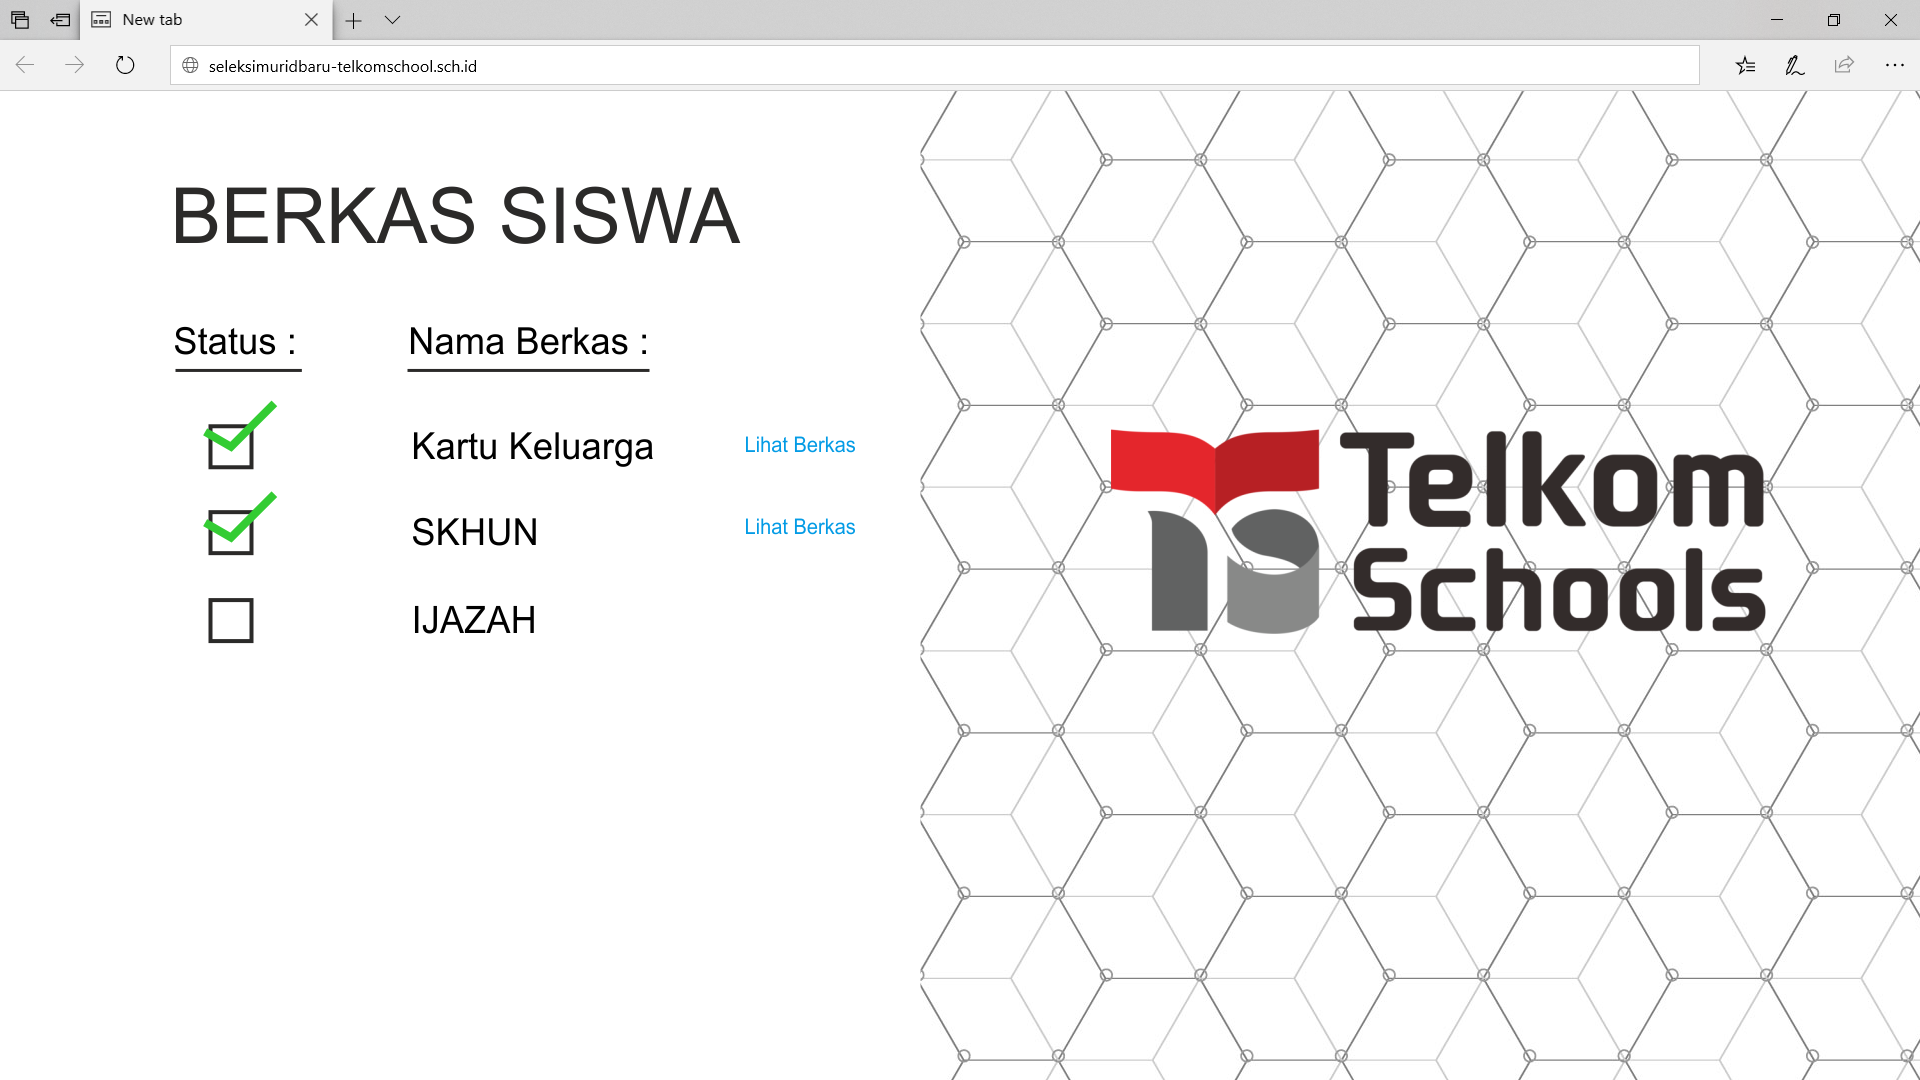 New tab
seleksimuridbaru-telkomschool.sch.id
BERKAS SISWA
Status :
Nama Berkas :
Kartu Keluarga
Lihat Berkas
SKHUN
Lihat Berkas
IJAZAH
Telkom
Schools